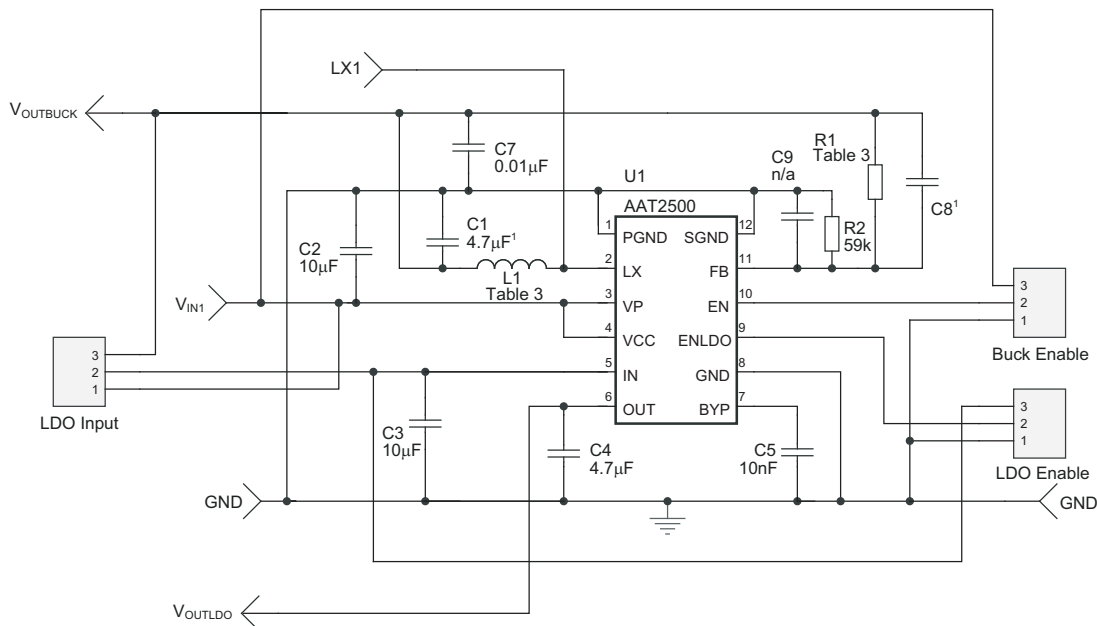 LX1
VOUTBUCK
C7
0.01μF
U1
AAT2500
C9
n/a
R1
Table 3
C8¹
C1
4.7μF¹
C2
10μF
L1
Table 3
R2
59k
1
PGND
SGND
12
2
LX
FB
11
3
VP
EN
10
4
VCC
ENLDO
9
5
IN
GND
8
6
OUT
BYP
7
VIN1
3
2
1
LDO Input
3
2
1
Buck Enable
3
2
1
LDO Enable
C3
10μF
C4
4.7μF
C5
10nF
GND
GND
VOUTLDO